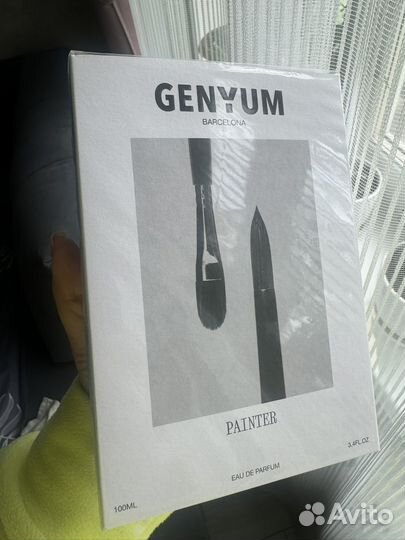 GENYUM
BARCELONA
PAINTER
100ML
3.4FL.OZ
EAU DE PARFUM
Avito